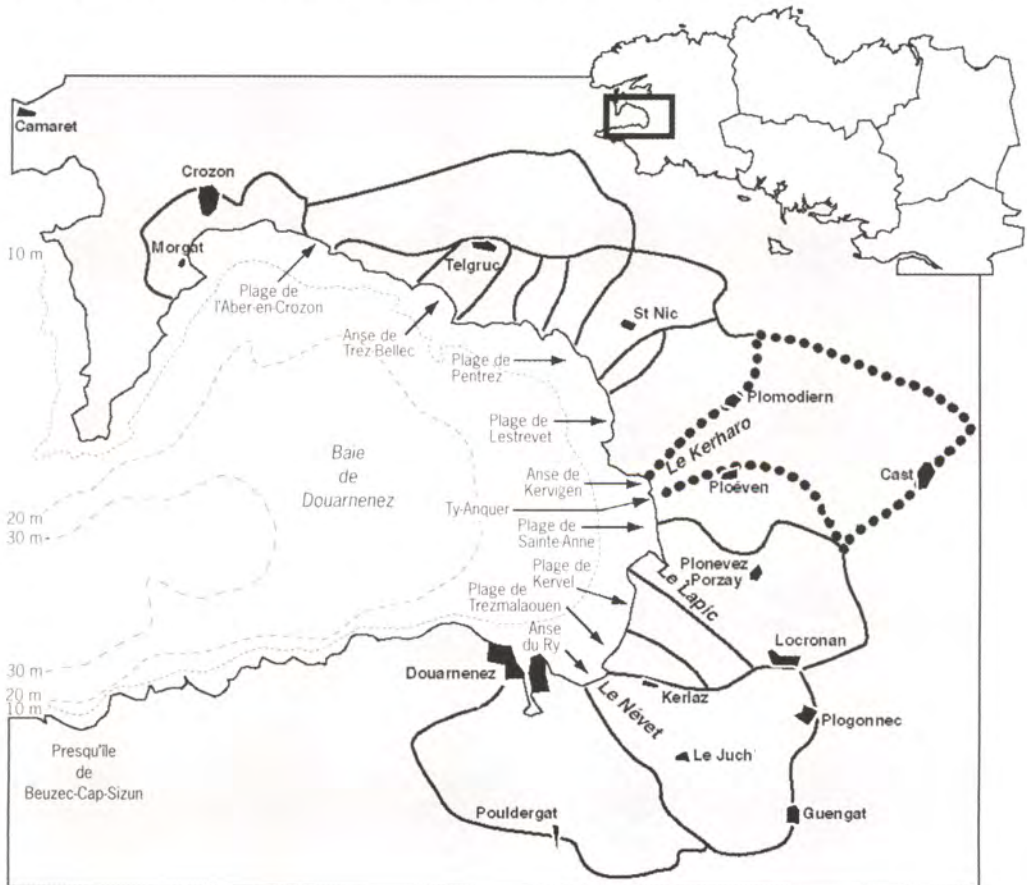 Camaret
Crozon
Morgat
10 m
Plage de
l'Aber-en-Crozon
Telgruc
Anse de
Trez-Bellec
St Nic
Plage de
Pentrez
Plomodiern
Plage de
Lestrevet
Le Kerharo
Baie
de
Douarnenez
Anse de
Kervigen
Ploéven
Cast
Ty-Anquer
20 m
30 m
Plage de
Sainte-Anne
Plage de
Kervel
Plonevez
Porzay
Le Lapic
Plage de
Trezmalaouen
Anse
du Ry
Locronan
30 m
20 m
10 m
Douarnenez
Kerlaz
Le Névet
Plogonnec
Presqu'île
de
Beuzec-Cap-Sizun
Le Juch
Pouldergat
Guengat